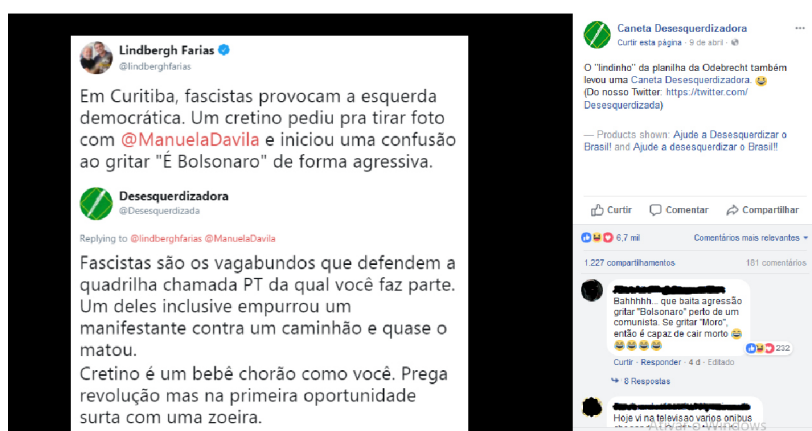 Lindbergh Farias
@lindberghfarias
Em Curitiba, fascistas provocam a esquerda
democrática. Um cretino pediu pra tirar foto
com @ManuelaDavila e iniciou uma confusão
ao gritar "É Bolsonaro" de forma agressiva.
Desesquerdizadora
@Desesquerdizada
Replying to @lindberghfarias @ManuelaDavila
Fascistas são os vagabundos que defendem a
quadrilha chamada PT da qual você faz parte.
Um deles inclusive empurrou um
manifestante contra um caminhão e quase o
matou.
Cretino é um bebê chorão como você. Prega
revolução mas na primeira oportunidade
surta com uma zoeira.
Caneta Desesquerdizadora
Curtir esta página · 9 de abril ·
O "lindinho" da planilha da Odebrecht também
levou uma Caneta Desesquerdizadora. 😂
(Do nosso Twitter: https://twitter.com/
Desesquerdizada)
— Products shown: Ajude a Desesquerdizar o
Brasil! and Ajude a desesquerdizar o Brasil!!
Curtir Comentar Compartilhar
6,7 mil Comentários mais relevantes
1.227 compartilhamentos 181 comentários
Bahhhhh... que baita agressão
gritar "Bolsonaro" perto de um
comunista. Se gritar "Moro",
então é capaz de cair morto 😂
😂😂😂😂 232
Curtir · Responder · 4 d · Editado
8 Respostas
Hoje vi na televisão varios ônibus
Windows